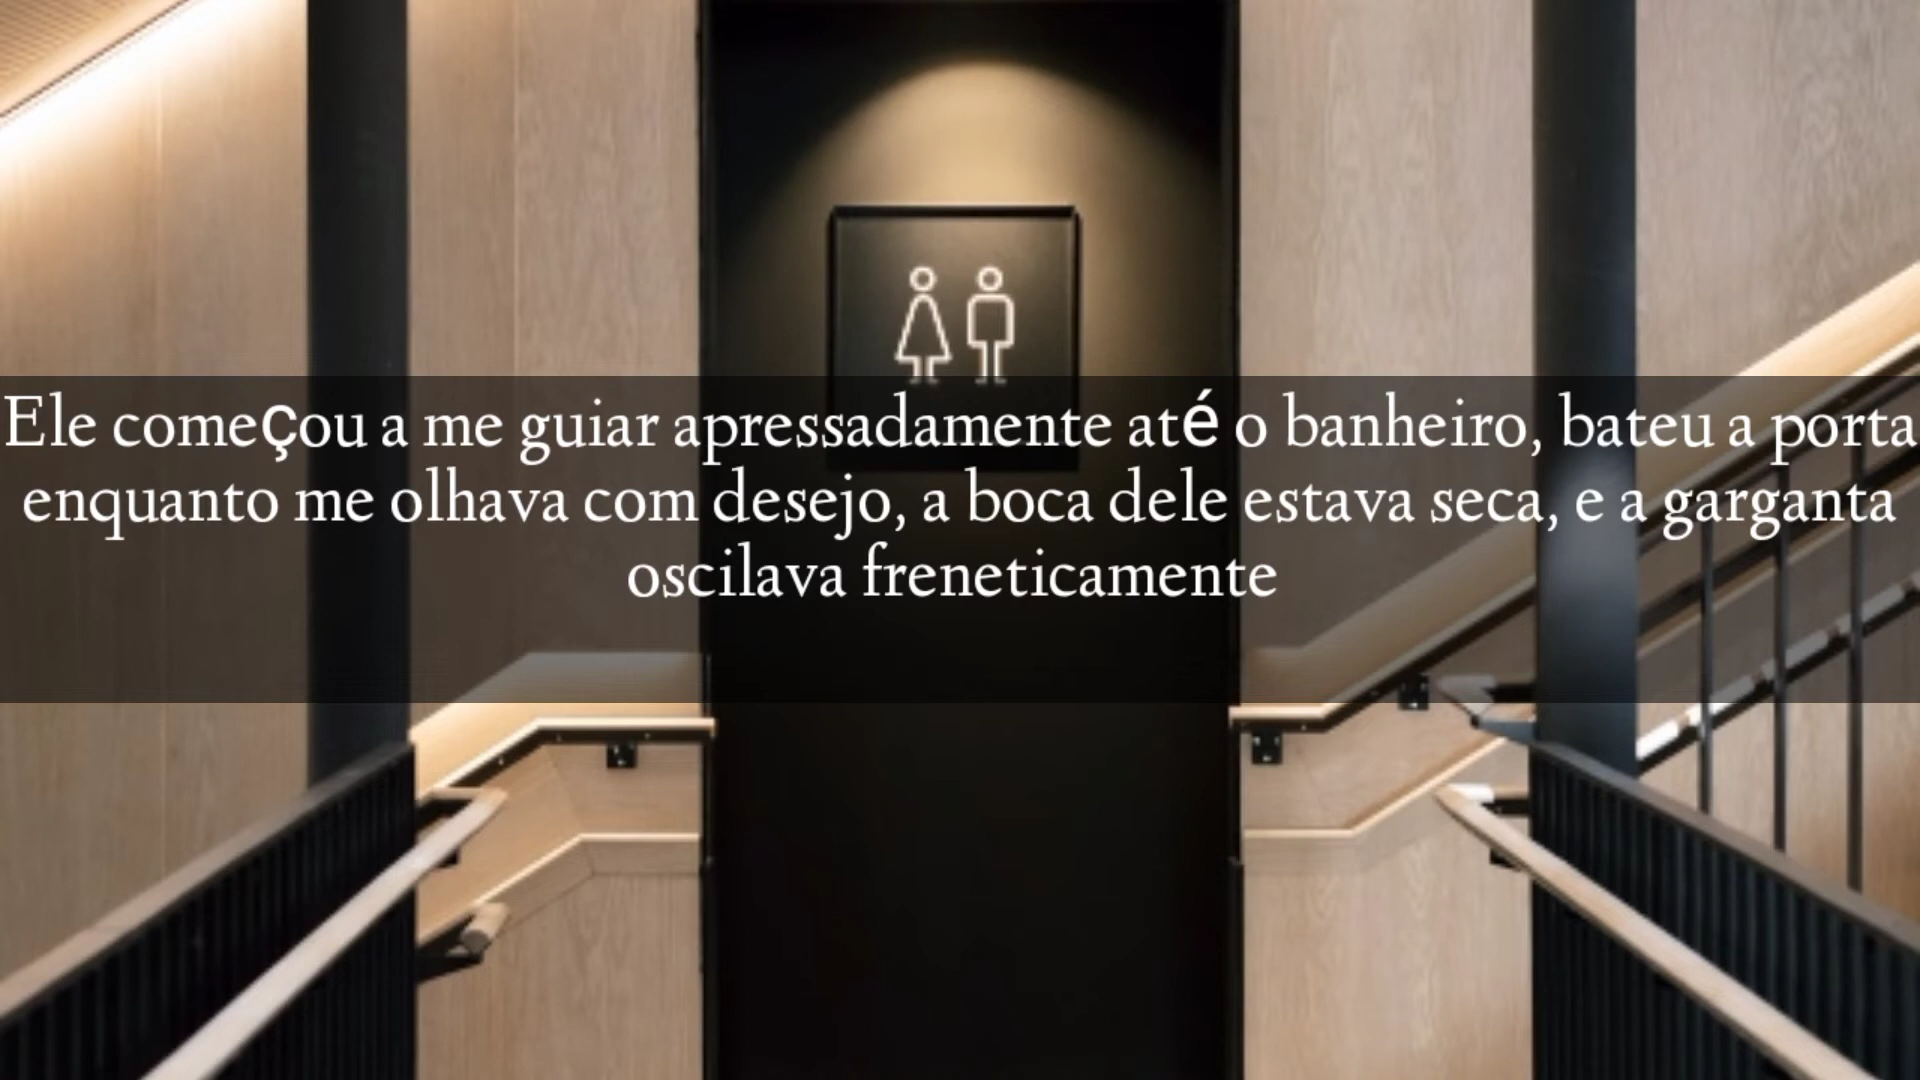 Ele começou a me guiar apressadamente até o banheiro, bateu a porta
enquanto me olhava com desejo, a boca dele estava seca, e a garganta
oscilava freneticamente